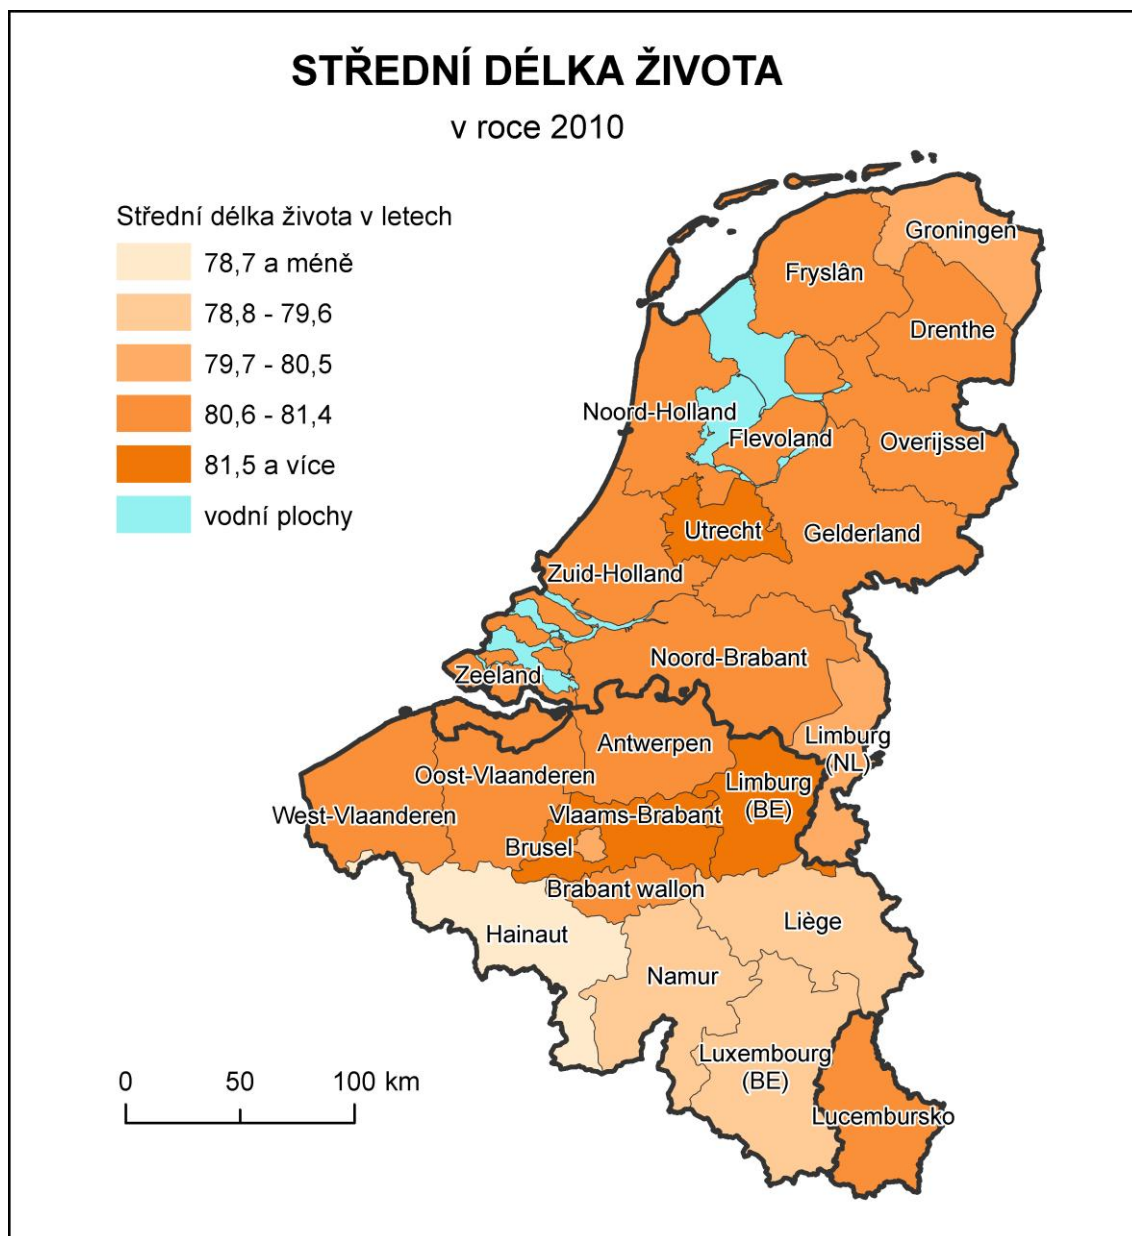 STŘEDNÍ DÉLKA ŽIVOTA
v roce 2010
Střední délka života v letech
78,7 a méně
78,8 - 79,6
79,7 - 80,5
80,6 - 81,4
81,5 a více
vodní plochy
Groningen
Fryslân
Drenthe
Noord-Holland
Flevoland
Overijssel
Utrecht
Gelderland
Zuid-Holland
Noord-Brabant
Zeeland
Limburg
(NL)
Antwerpen
Oost-Vlaanderen
Limburg
(BE)
West-Vlaanderen
Vlaams-Brabant
Brusel
Brabant wallon
Liège
Hainaut
Namur
Luxembourg
(BE)
Lucembursko
0 50 100 km